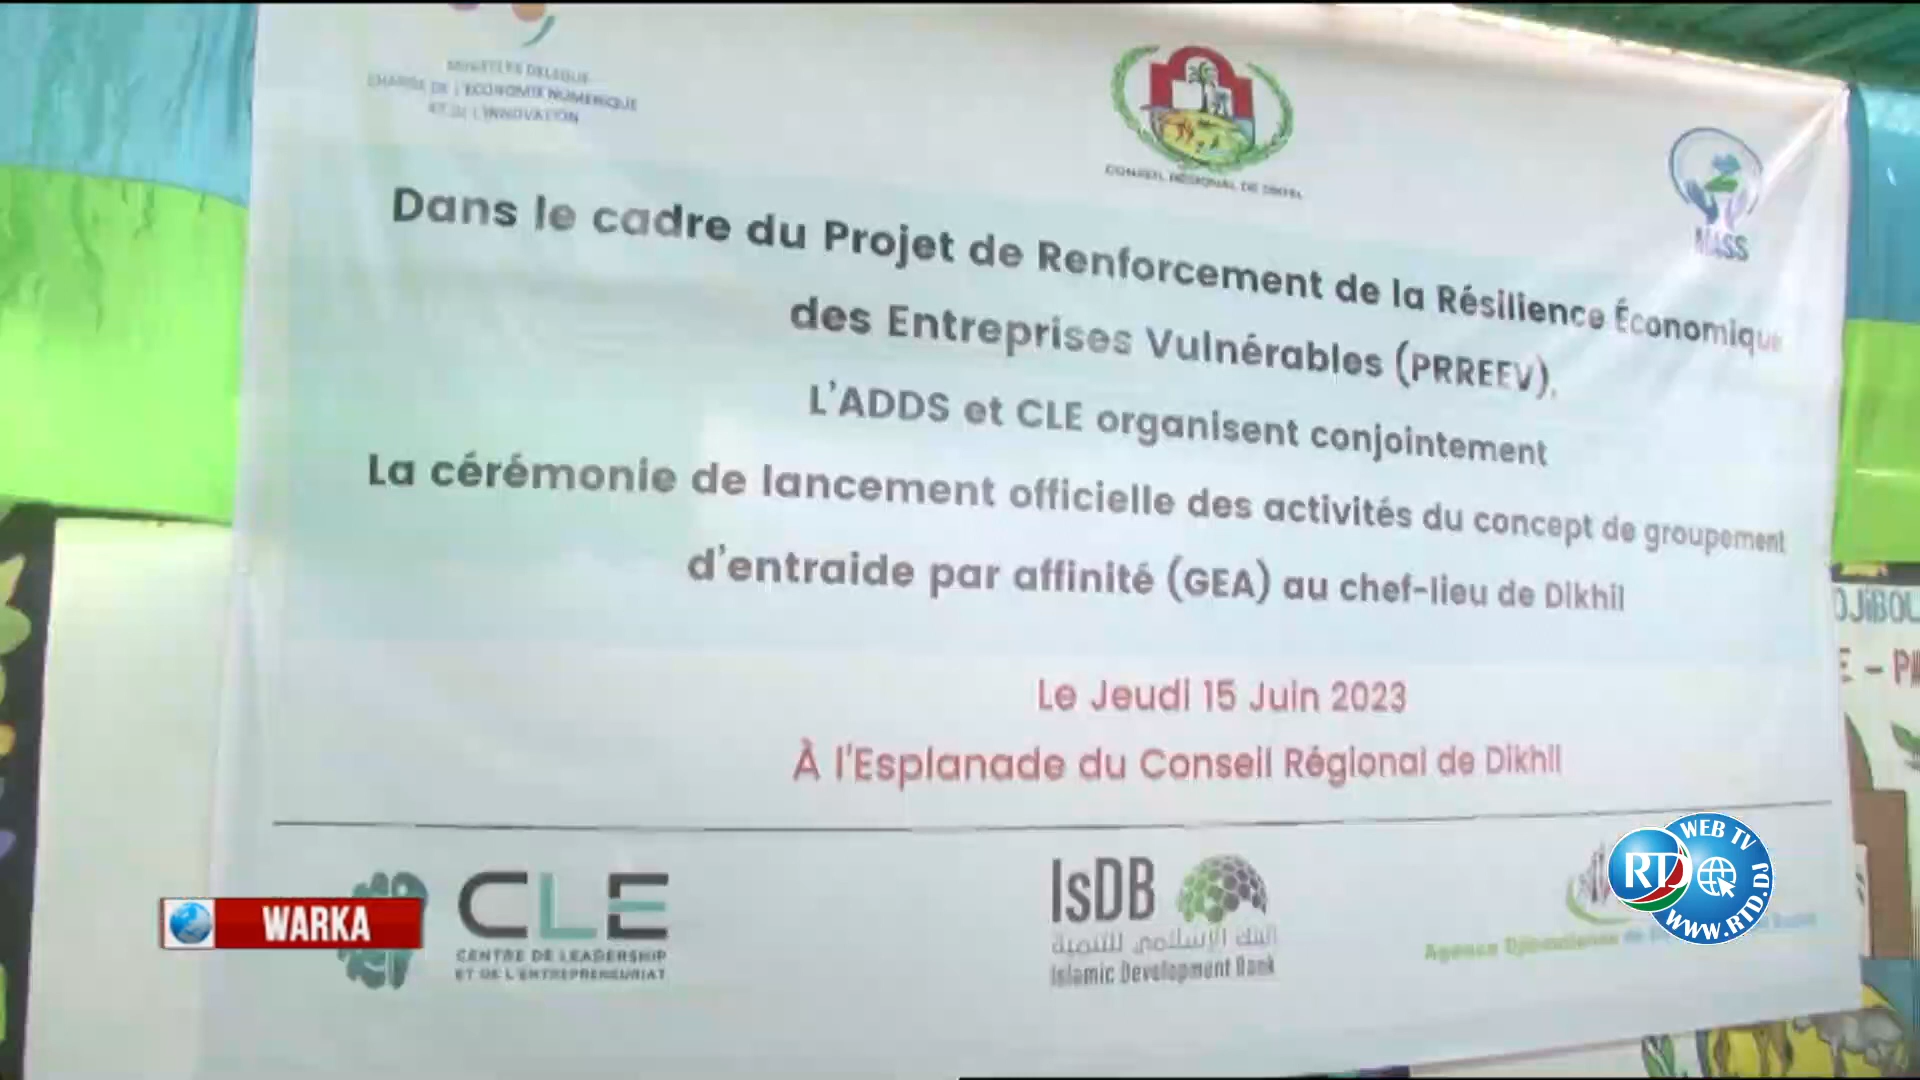 MINISTÈRE DÉLÉGUÉ
CHARGÉ DE L'ÉCONOMIE NUMÉRIQUE
ET DE L'INNOVATION
CONSEIL RÉGIONAL DE DIKHIL
MASS
Dans le cadre du Projet de Renforcement de la Résilience Économique
des Entreprises Vulnérables (PRREEV),
L'ADDS et CLE organisent conjointement
La cérémonie de lancement officielle des activités du concept de groupement
d'entraide par affinité (GEA) au chef-lieu de Dikhil
Le Jeudi 15 Juin 2023
À l'Esplanade du Conseil Régional de Dikhil
CLE
CENTRE DE LEADERSHIP
ET DE L'ENTREPRENEURIAT
IsDB
البنك الإسلامي للتنمية
Islamic Development Bank
Agence Djiboutienne de
WARKA
WEB TV
RTD
WWW.RTD.DJ
DJiBOU
E - P